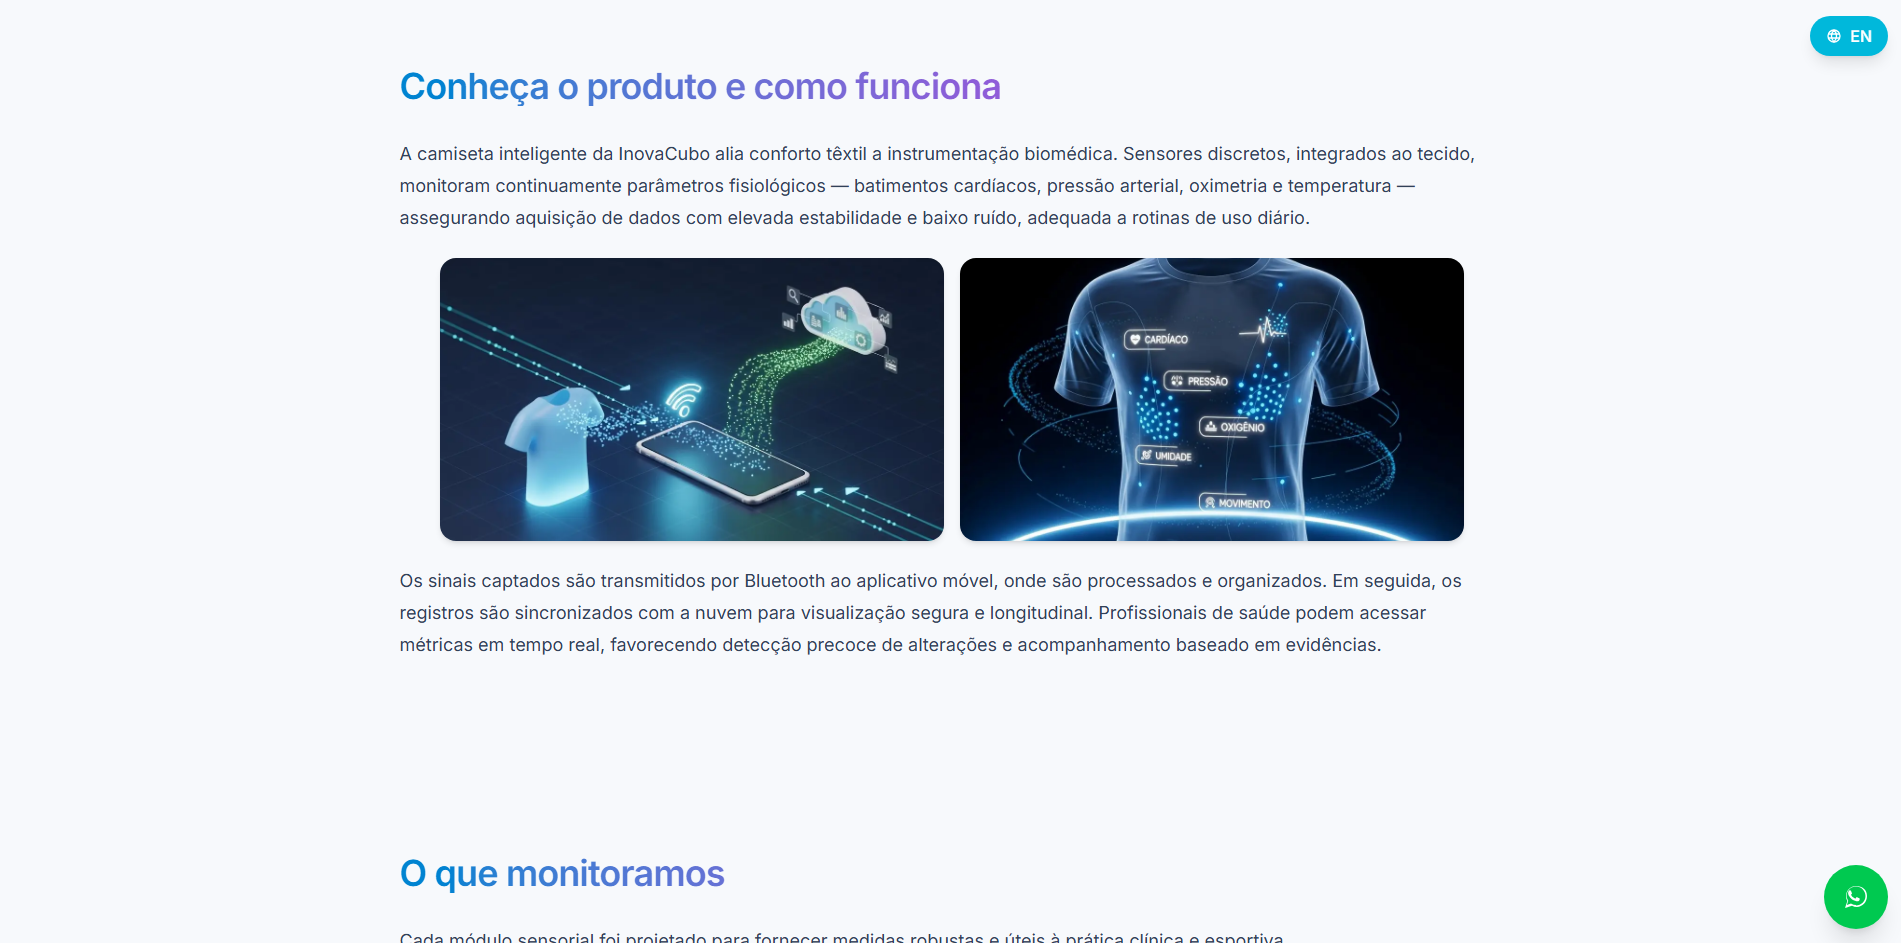 EN
Conheça o produto e como funciona
A camiseta inteligente da InovaCubo alia conforto têxtil a instrumentação biomédica. Sensores discretos, integrados ao tecido,
monitoram continuamente parâmetros fisiológicos — batimentos cardíacos, pressão arterial, oximetria e temperatura —
assegurando aquisição de dados com elevada estabilidade e baixo ruído, adequada a rotinas de uso diário.
CARDÍACO
PRESSÃO
OXIGÊNIO
UMIDADE
MOVIMENTO
Os sinais captados são transmitidos por Bluetooth ao aplicativo móvel, onde são processados e organizados. Em seguida, os
registros são sincronizados com a nuvem para visualização segura e longitudinal. Profissionais de saúde podem acessar
métricas em tempo real, favorecendo detecção precoce de alterações e acompanhamento baseado em evidências.
O que monitoramos
Cada módulo sensorial foi projetado para fornecer medidas robustas e úteis à prática clínica e esportiva.